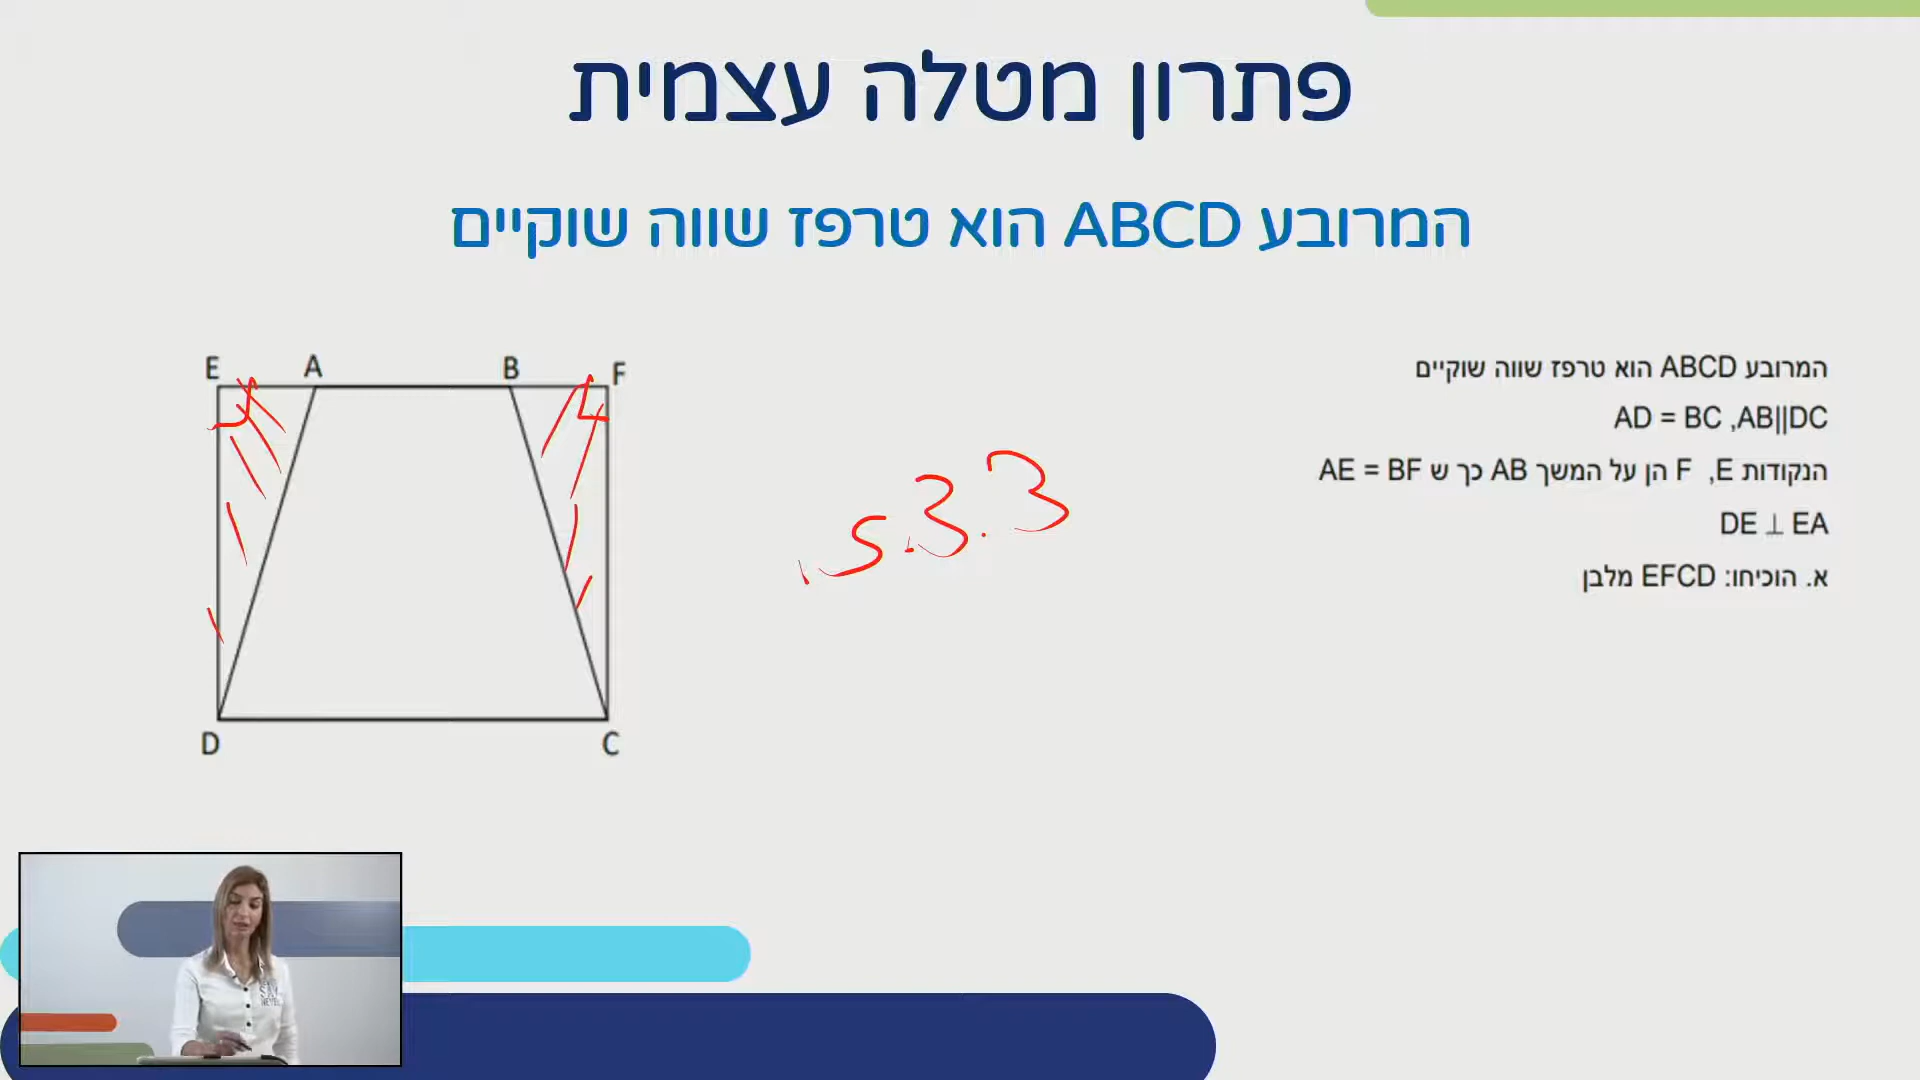 פתרון מטלה עצמית
המרובע ABCD הוא טרפז שווה שוקיים
המרובע ABCD הוא טרפז שווה שוקיים
AD = BC ,AB||DC
הנקודות E, F הן על המשך AB כך ש AE = BF
DE ⊥ EA
א. הוכיחו: EFCD מלבן
E A B F
D C